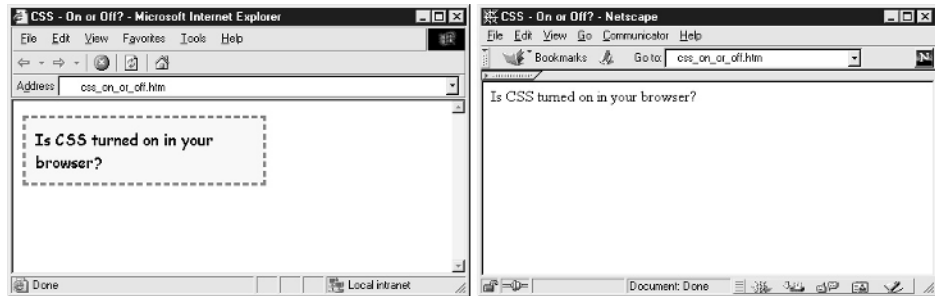 CSS - On or Off? - Microsoft Internet Explorer
File Edit View Favorites Tools Help
Address css_on_or_off.htm
Is CSS turned on in your
browser?
Done Local intranet
CSS - On or Off? - Netscape
File Edit View Go Communicator Help
Bookmarks Go to: css_on_or_off.htm N
Is CSS turned on in your browser?
Document: Done